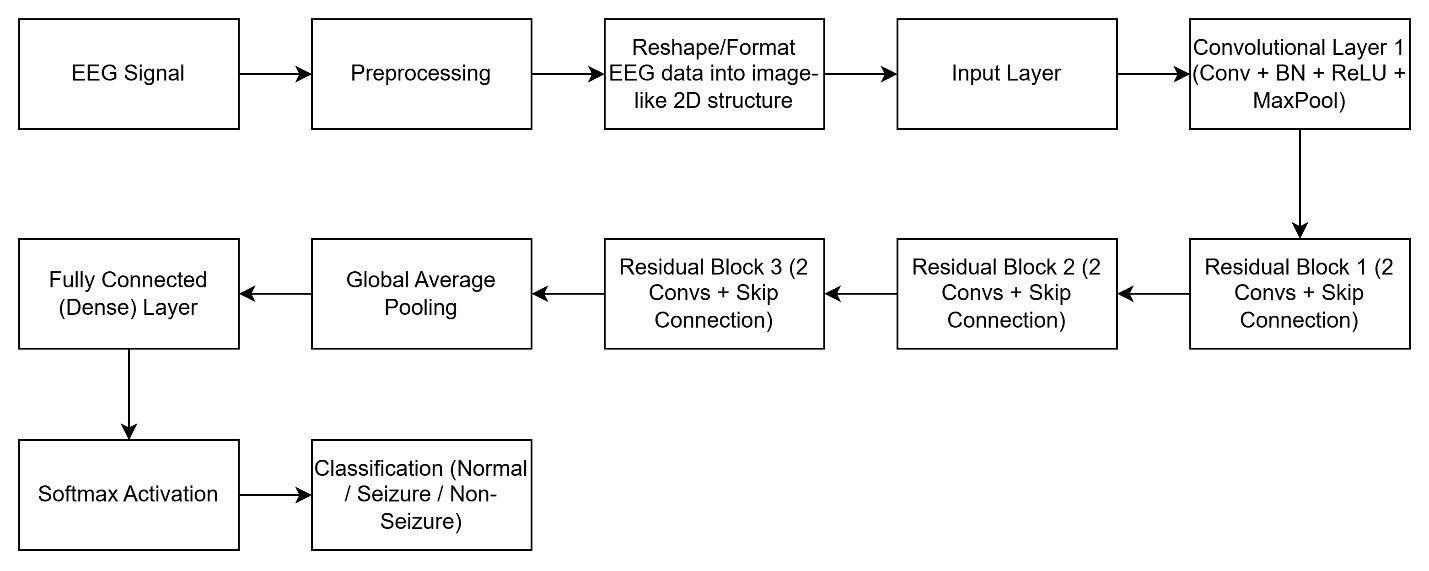 EEG Signal
Preprocessing
Reshape/Format
EEG data into image-
like 2D structure
Input Layer
Convolutional Layer 1
(Conv + BN + ReLU +
MaxPool)
Residual Block 1 (2
Convs + Skip
Connection)
Residual Block 2 (2
Convs + Skip
Connection)
Residual Block 3 (2
Convs + Skip
Connection)
Global Average
Pooling
Fully Connected
(Dense) Layer
Softmax Activation
Classification (Normal
/ Seizure / Non-
Seizure)